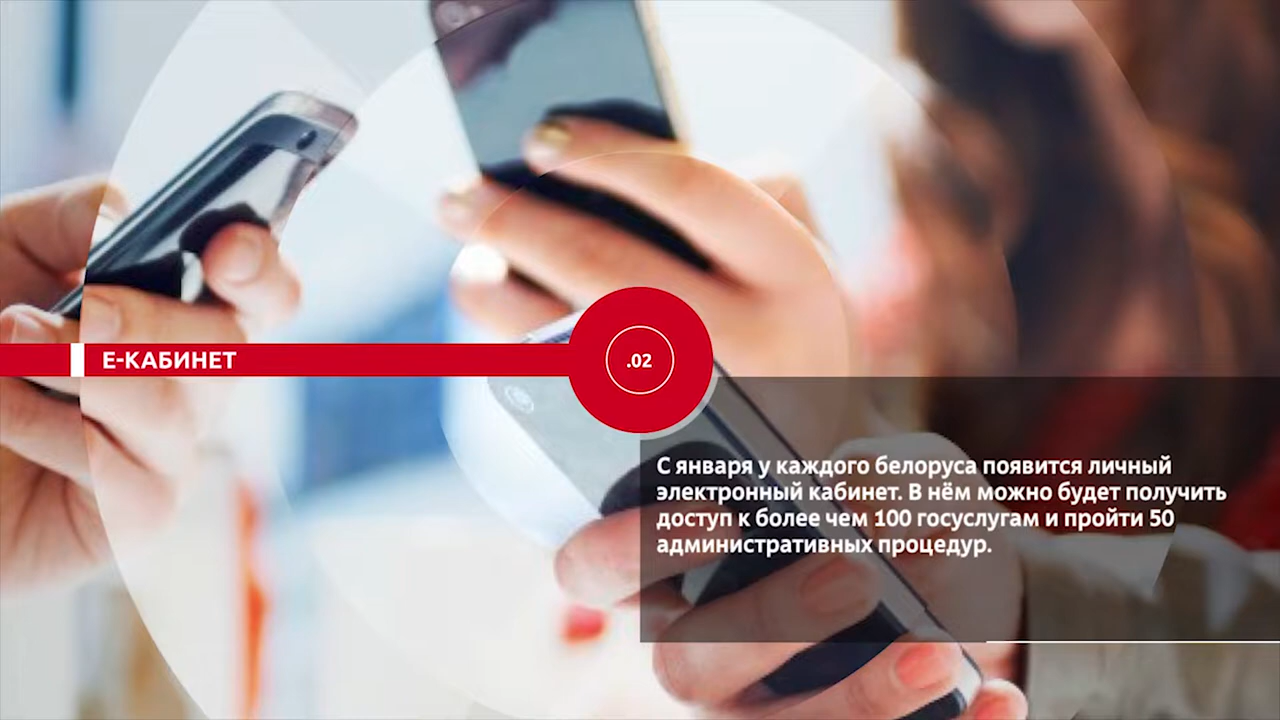 Е-КАБИНЕТ
.02
С января у каждого белоруса появится личный
электронный кабинет. В нём можно будет получить
доступ к более чем 100 госуслугам и пройти 50
административных процедур.